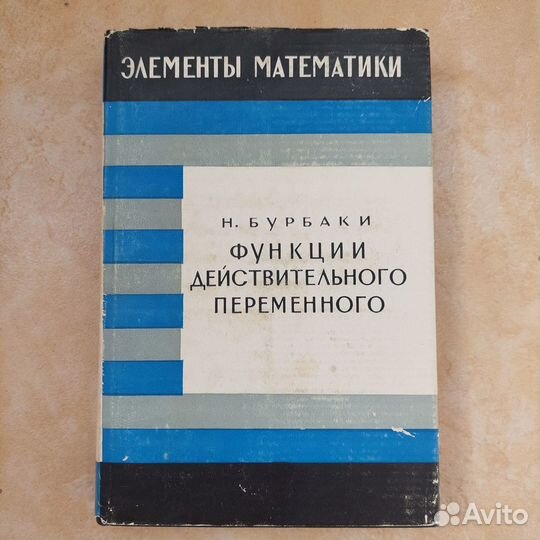 ЭЛЕМЕНТЫ МАТЕМАТИКИ
Н. БУРБАКИ
ФУНКЦИИ
ДЕЙСТВИТЕЛЬНОГО
ПЕРЕМЕННОГО
Avito